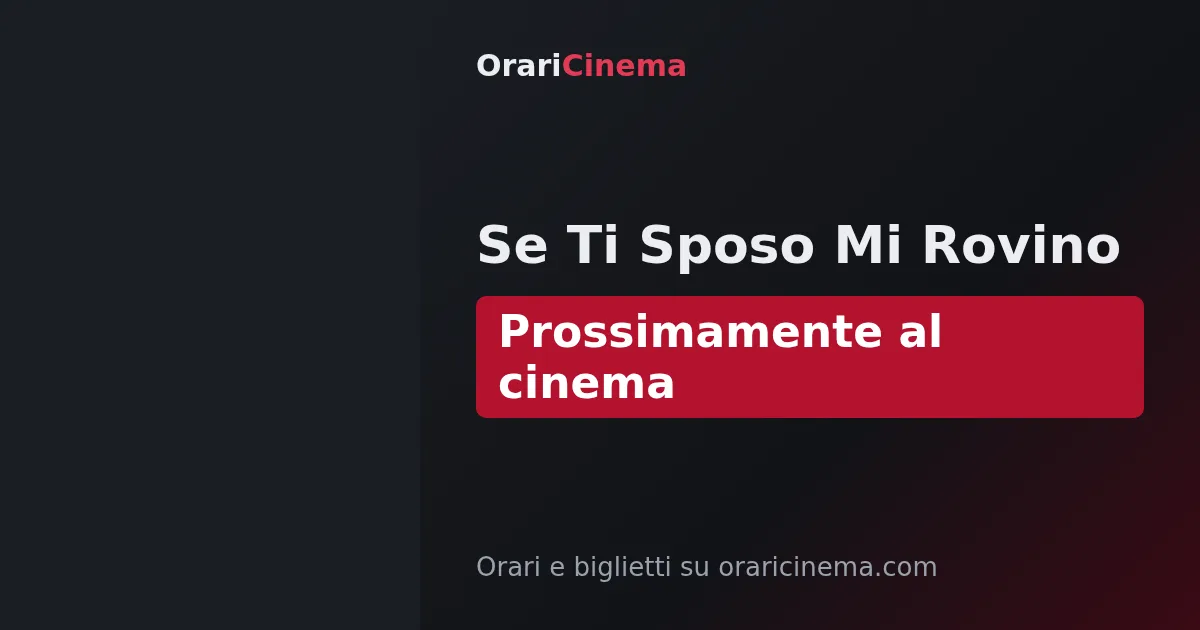 OrariCinema
Se Ti Sposo Mi Rovino
Prossimamente al
cinema
Orari e biglietti su oraricinema.com